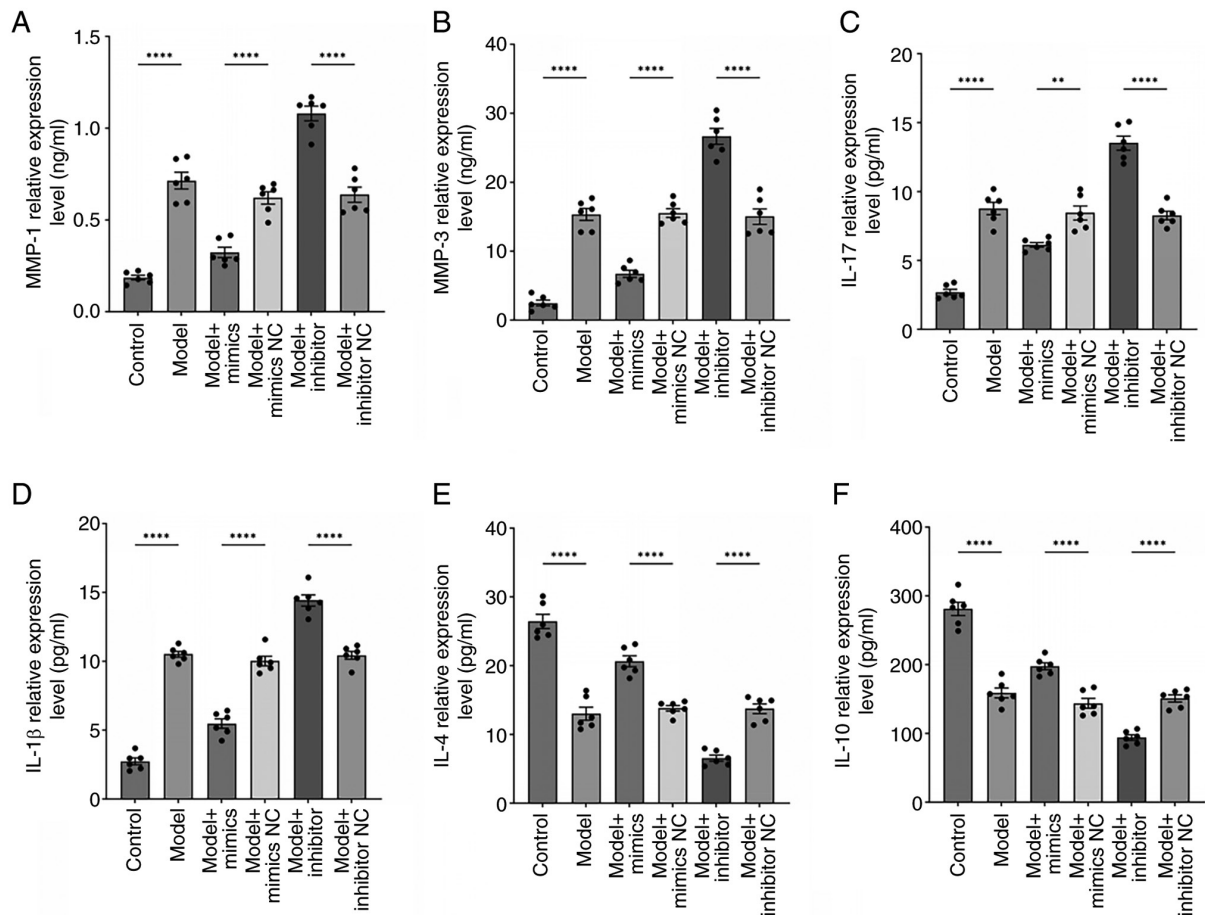 A
MMP-1 relative expression
level (ng/ml)
1.5
1.0
0.5
0.0
****
****
****
Control
Model
Model+
mimics
Model+
mimics NC
Model+
inhibitor
Model+
inhibitor NC
B
MMP-3 relative expression
level (ng/ml)
40
30
20
10
0
****
****
****
Control
Model
Model+
mimics
Model+
mimics NC
Model+
inhibitor
Model+
inhibitor NC
C
IL-17 relative expression
level (pg/ml)
20
15
10
5
0
****
**
****
Control
Model
Model+
mimics
Model+
mimics NC
Model+
inhibitor
Model+
inhibitor NC
D
IL-1β relative expression
level (pg/ml)
20
15
10
5
0
****
****
****
Control
Model
Model+
mimics
Model+
mimics NC
Model+
inhibitor
Model+
inhibitor NC
E
IL-4 relative expression
level (pg/ml)
40
30
20
10
0
****
****
****
Control
Model
Model+
mimics
Model+
mimics NC
Model+
inhibitor
Model+
inhibitor NC
F
IL-10 relative expression
level (pg/ml)
400
300
200
100
0
****
****
****
Control
Model
Model+
mimics
Model+
mimics NC
Model+
inhibitor
Model+
inhibitor NC